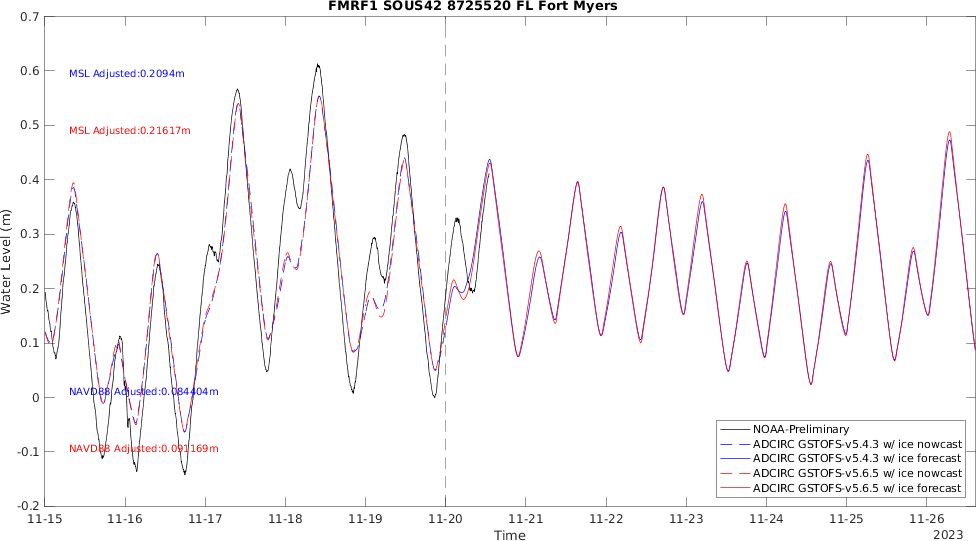 FMRF1 SOUS42 8725520 FL Fort Myers
0.7
0.6
0.5
0.4
0.3
0.2
0.1
0
-0.1
-0.2
Water Level (m)
MSL Adjusted:0.2094m
MSL Adjusted:0.21617m
NAVD88 Adjusted:0.084404m
NAVD88 Adjusted:0.091169m
NOAA-Preliminary
ADCIRC GSTOFS-v5.4.3 w/ ice nowcast
ADCIRC GSTOFS-v5.4.3 w/ ice forecast
ADCIRC GSTOFS-v5.6.5 w/ ice nowcast
ADCIRC GSTOFS-v5.6.5 w/ ice forecast
11-15 11-16 11-17 11-18 11-19 11-20 11-21 11-22 11-23 11-24 11-25 11-26
Time
2023